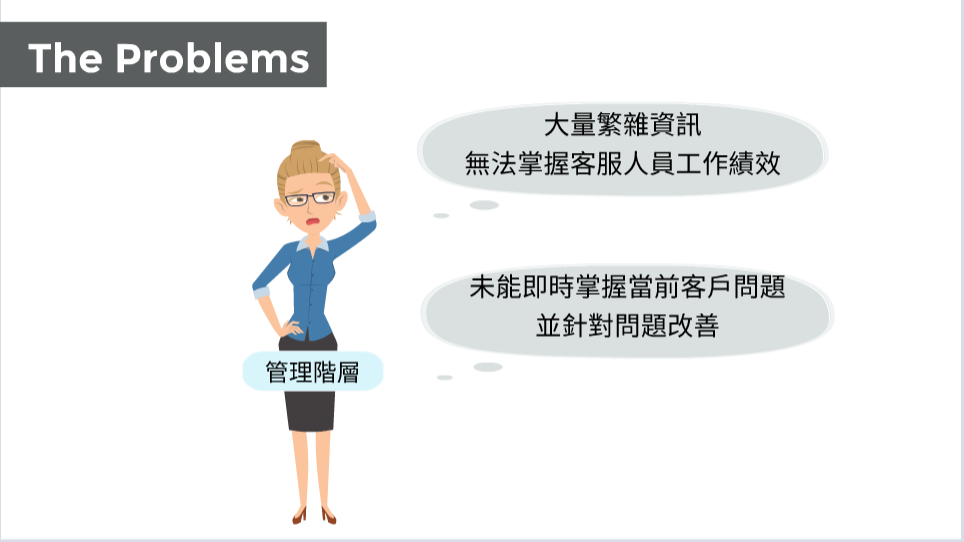 The Problems
大量繁雜資訊
無法掌握客服人員工作績效
未能即時掌握當前客戶問題
並針對問題改善
管理階層